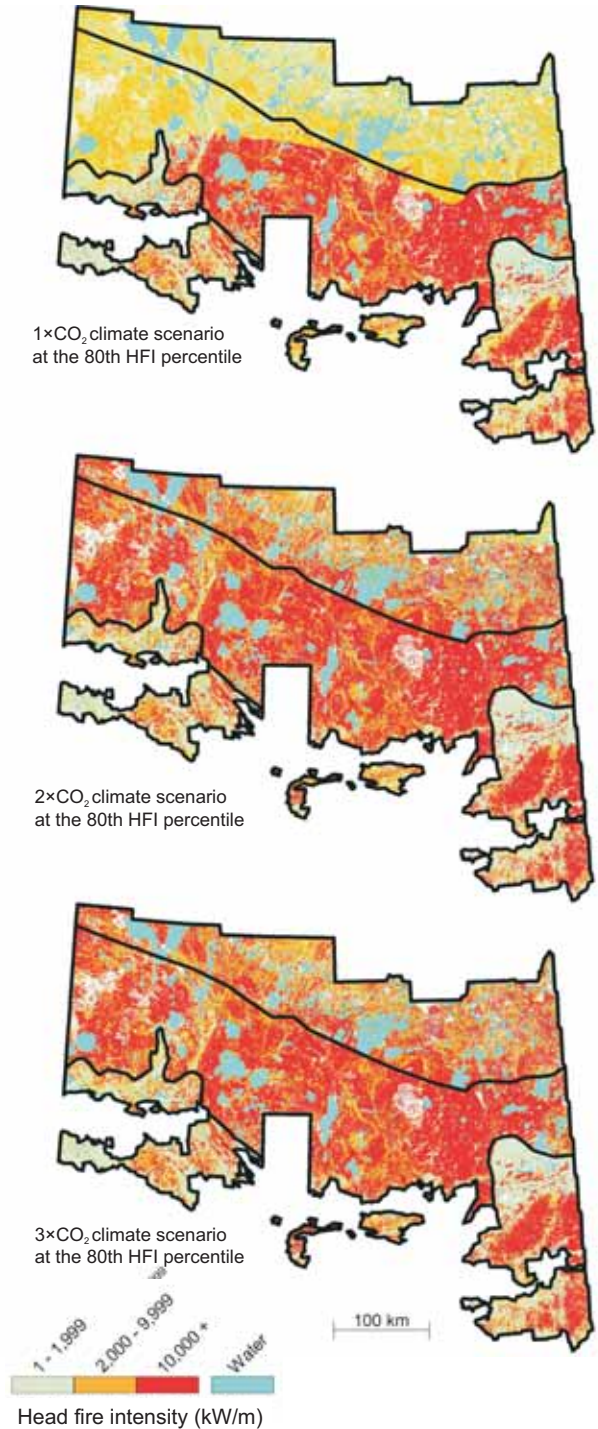 1×CO₂ climate scenario
at the 80th HFI percentile
2×CO₂ climate scenario
at the 80th HFI percentile
3×CO₂ climate scenario
at the 80th HFI percentile
1 - 1,999
2,000 - 9,999
10,000 +
Water
100 km
Head fire intensity (kW/m)